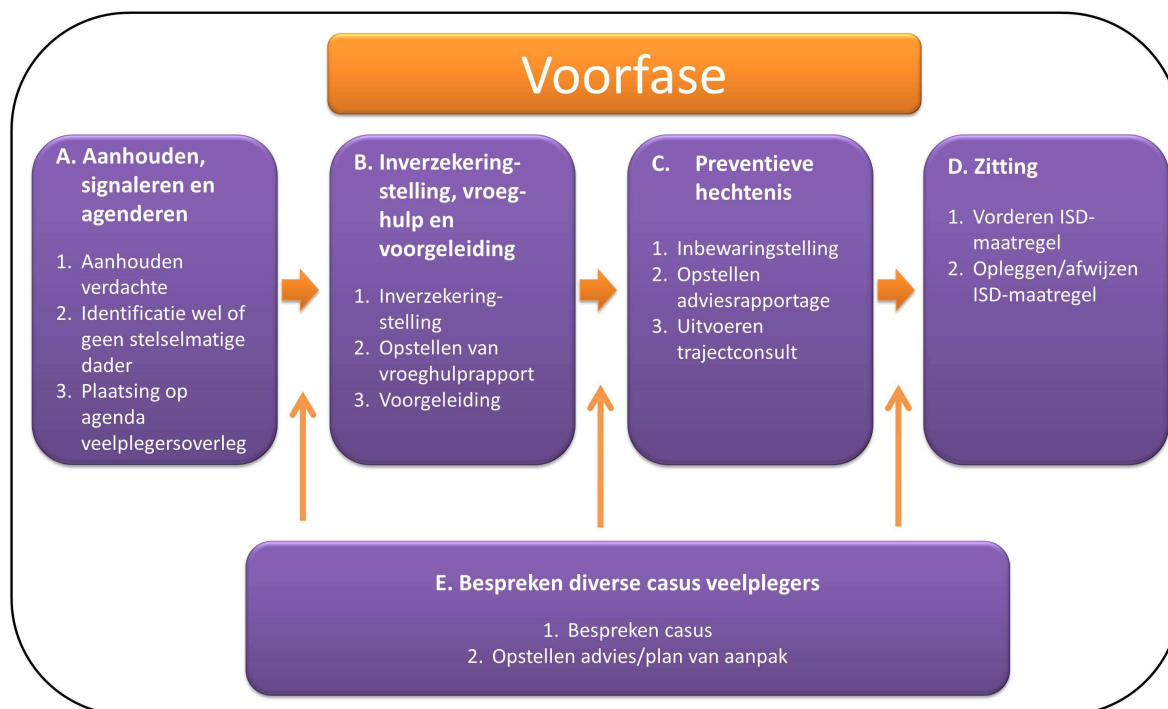 Voorfase
A. Aanhouden,
signaleren en
agenderen
1. Aanhouden
verdachte
2. Identificatie wel of
geen stelselmatige
dader
3. Plaatsing op
agenda
veelplegersoverleg
B. Inverzekering-
stelling, vroeg-
hulp en
voorgeleiding
1. Inverzekering-
stelling
2. Opstellen van
vroeghulprapport
3. Voorgeleiding
C. Preventieve
hechtenis
1. Inbewaringstelling
2. Opstellen
adviesrapportage
3. Uitvoeren
trajectconsult
D. Zitting
1. Vorderen ISD-
maatregel
2. Opleggen/afwijzen
ISD-maatregel
E. Bespreken diverse casus veelplegers
1. Bespreken casus
2. Opstellen advies/plan van aanpak